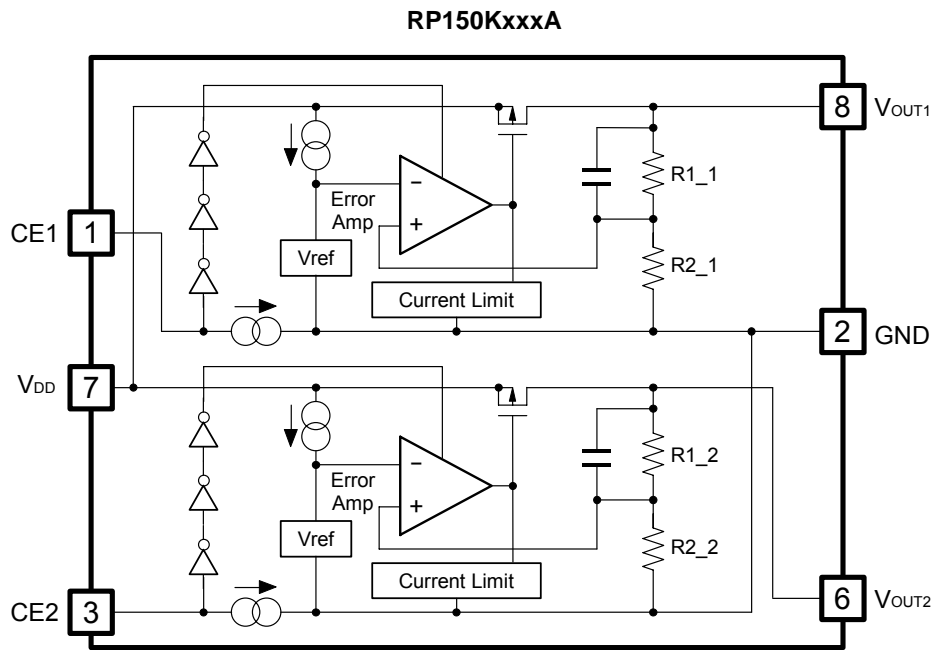 RP150KxxxA
8 VOUT1
R1_1
−
Error
Amp
+
CE1 1
Vref
R2_1
Current Limit
2 GND
VDD 7
R1_2
−
Error
Amp
+
Vref
R2_2
Current Limit
CE2 3
6 VOUT2